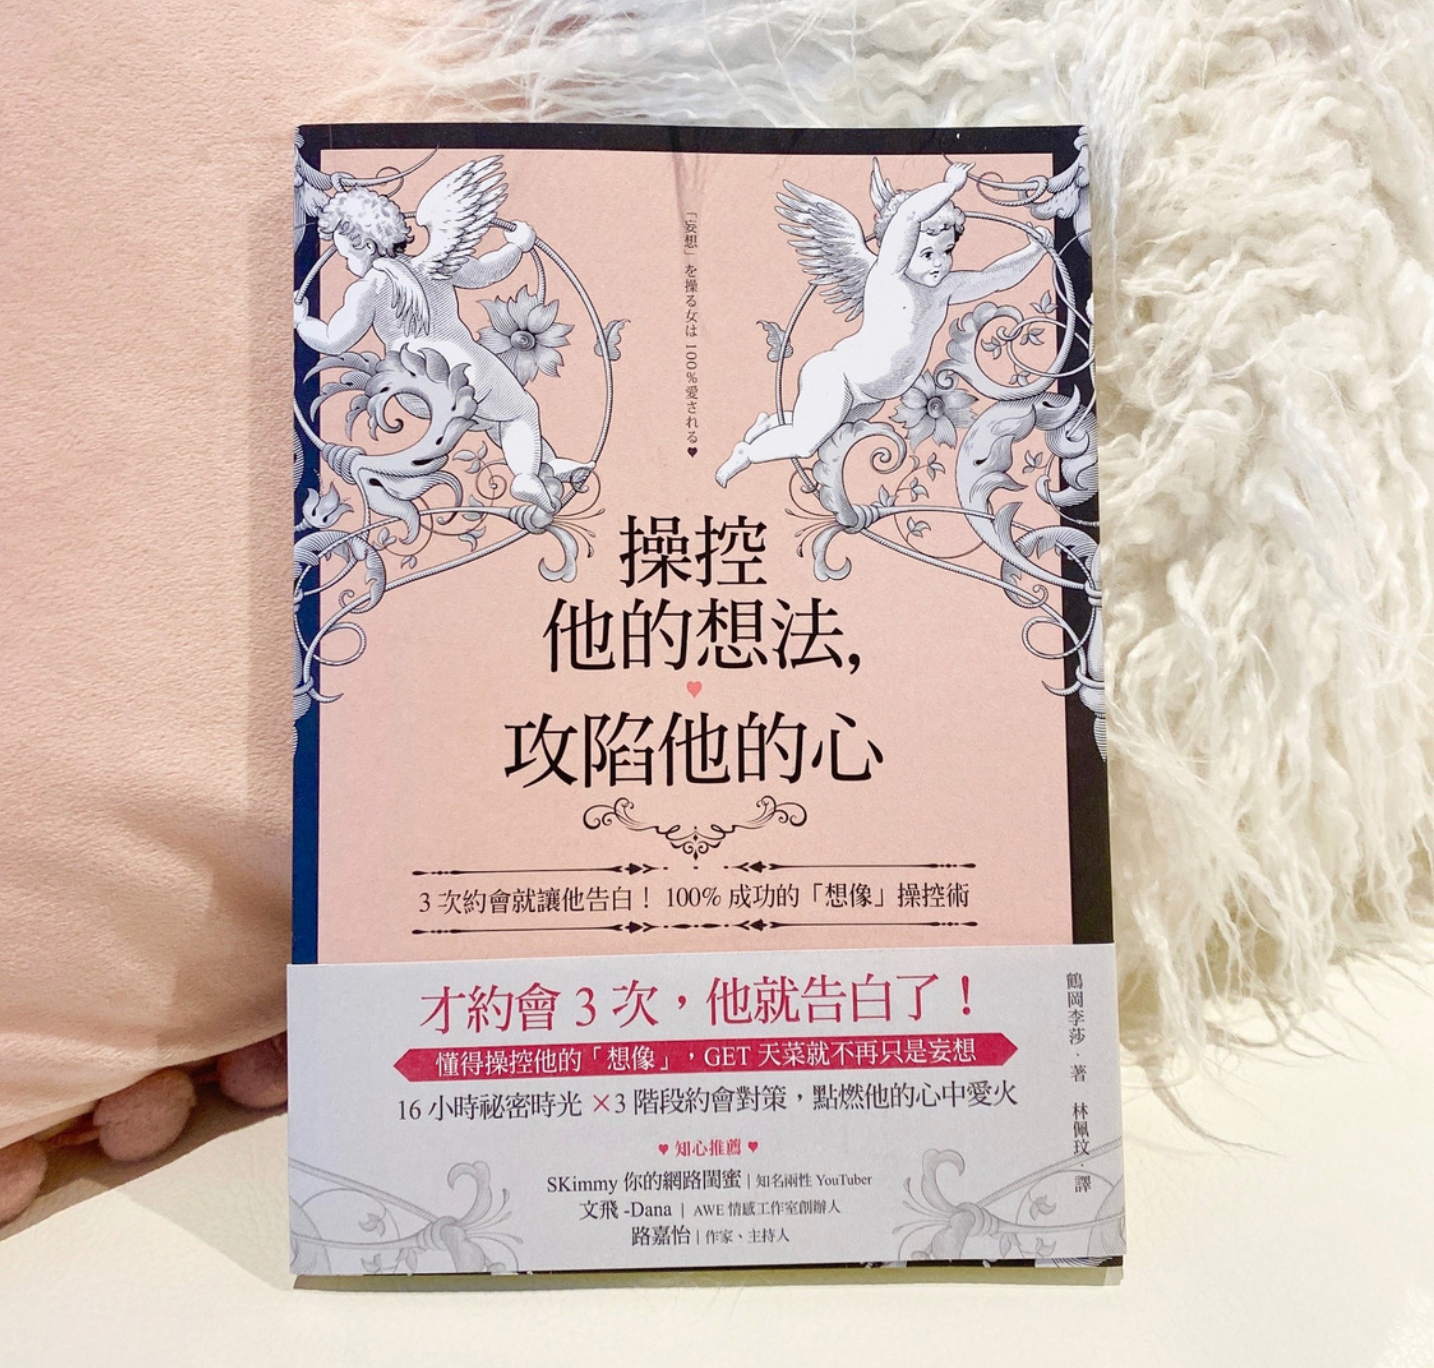 「妄想」を操る女は100%愛される♥
操控
他的想法,
♥
攻陷他的心
3 次約會就讓他告白！ 100% 成功的「想像」操控術
才約會 3 次，他就告白了！
懂得操控他的「想像」，GET 天菜就不再只是妄想
16 小時祕密時光 ×3 階段約會對策，點燃他的心中愛火
♥ 知心推薦 ♥
SKimmy 你的網路閨蜜 | 知名兩性 YouTuber
文飛 -Dana | AWE 情感工作室創辦人
路嘉怡 | 作家、主持人
鶴岡李莎・著　林佩玟・譯